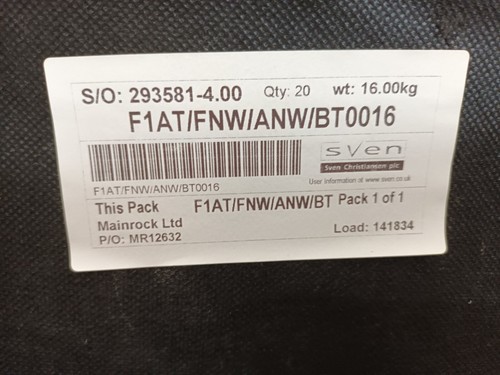 S/O: 293581-4.00 Qty: 20 wt: 16.00kg
F1AT/FNW/ANW/BT0016
sven
Sven Christiansen plc
F1AT/FNW/ANW/BT0016
User information at www.sven.co.uk
This Pack F1AT/FNW/ANW/BT Pack 1 of 1
Mainrock Ltd
P/O: MR12632 Load: 141834